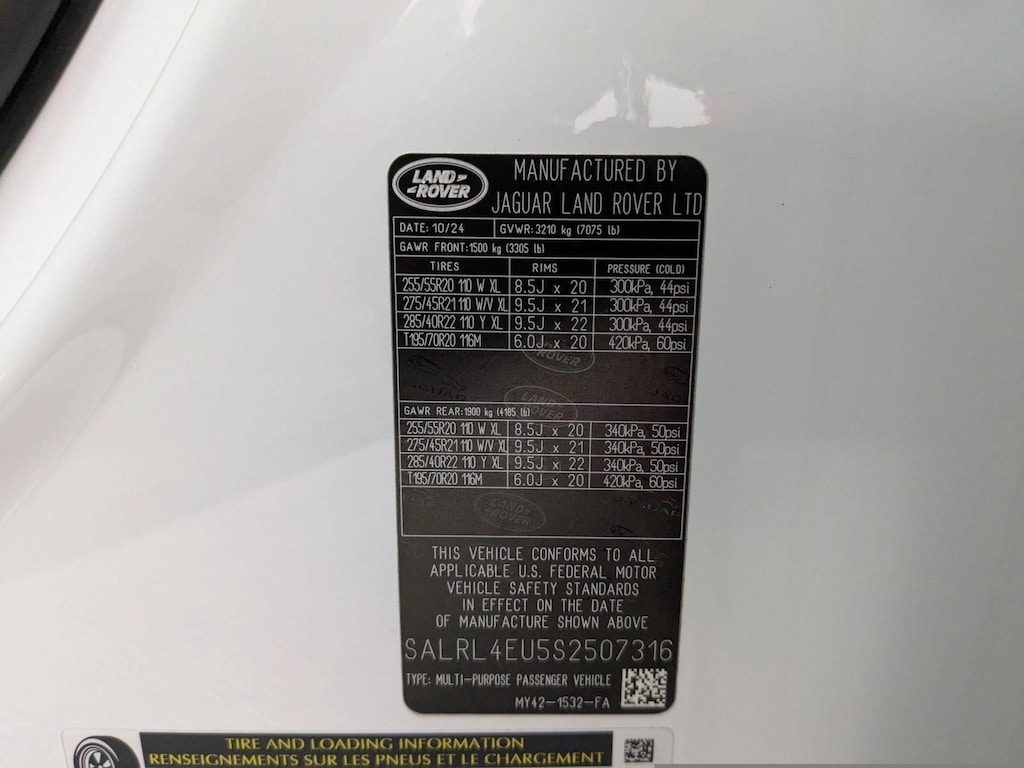 LAND ROVER
MANUFACTURED BY
JAGUAR LAND ROVER LTD
DATE: 10/24 GVWR: 3210 kg (7075 lb)
GAWR FRONT: 1500 kg (3305 lb)
TIRES RIMS PRESSURE (COLD)
255/55R20 110 W XL 8.5J x 20 300kPa, 44psi
275/45R21 110 W/V XL 9.5J x 21 300kPa, 44psi
285/40R22 110 Y XL 9.5J x 22 300kPa, 44psi
T195/70R20 116M 6.0J x 20 420kPa, 60psi
ROVER
JAGUAR
LAND ROVER
GAWR REAR: 1900 kg (4185 lb)
255/55R20 110 W XL 8.5J x 20 340kPa, 50psi
275/45R21 110 W/V XL 9.5J x 21 340kPa, 50psi
285/40R22 110 Y XL 9.5J x 22 340kPa, 50psi
T195/70R20 116M 6.0J x 20 420kPa, 60psi
LAND ROVER
JAGUAR
THIS VEHICLE CONFORMS TO ALL
APPLICABLE U.S. FEDERAL MOTOR
VEHICLE SAFETY STANDARDS
IN EFFECT ON THE DATE
OF MANUFACTURE SHOWN ABOVE
SALRL4EU5S2507316
TYPE: MULTI-PURPOSE PASSENGER VEHICLE
MY42-1532-FA
TIRE AND LOADING INFORMATION
RENSEIGNEMENTS SUR LES PNEUS ET LE CHARGEMENT